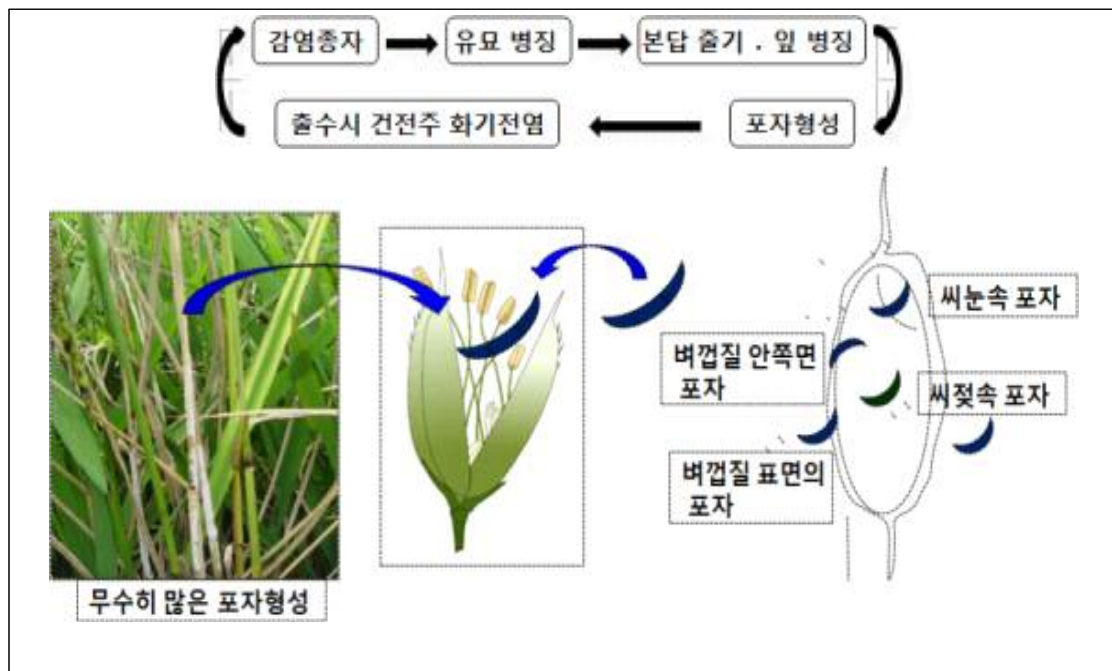 감염종자
유묘 병징
본답 줄기 . 잎 병징
출수시 건전주 화기전염
포자형성
씨눈속 포자
벼껍질 안쪽면
포자
씨젖속 포자
벼껍질 표면의
포자
무수히 많은 포자형성